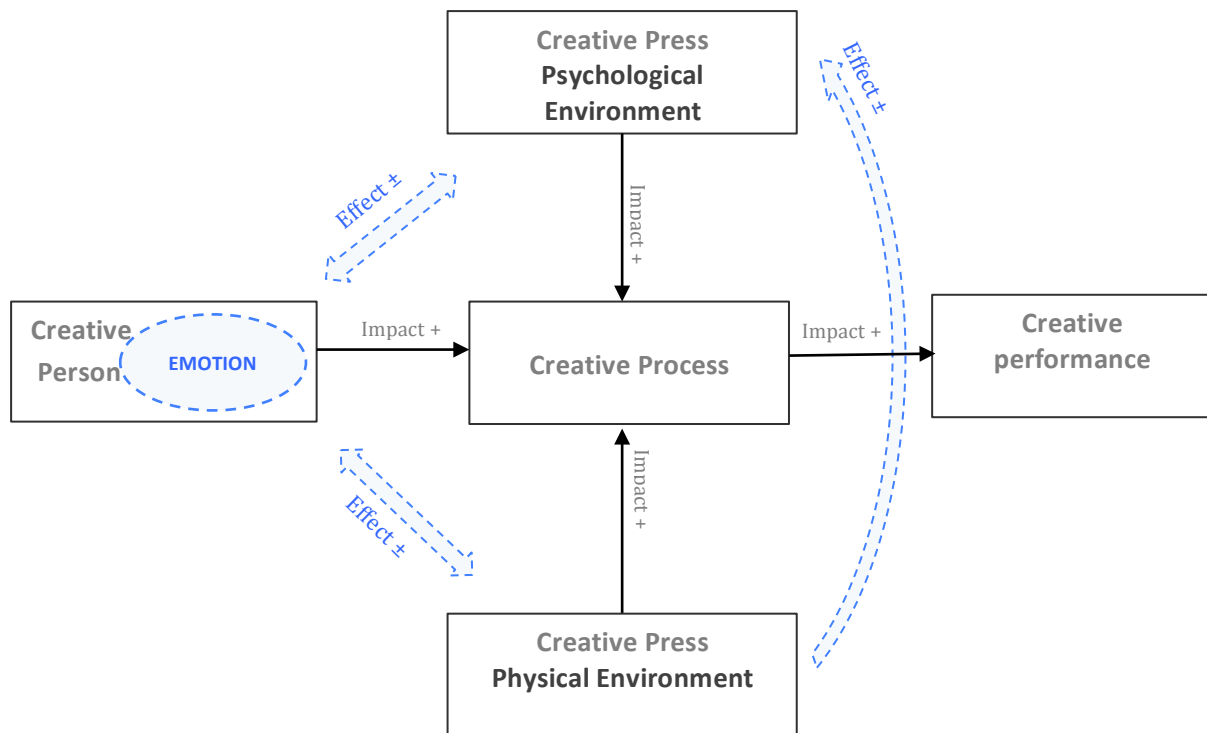 Creative Press
Psychological
Environment
Effect ±
Effect ±
Impact +
Creative
Person
EMOTION
Impact +
Creative Process
Impact +
Creative
performance
Effect ±
Impact +
Creative Press
Physical Environment